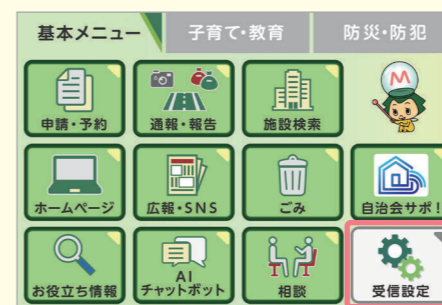 基本メニュー
子育て・教育
防災・防犯
申請・予約
通報・報告
施設検索
M
ホームページ
広報・SNS
ごみ
自治会サポ！
お役立ち情報
AI
チャットボット
相談
受信設定